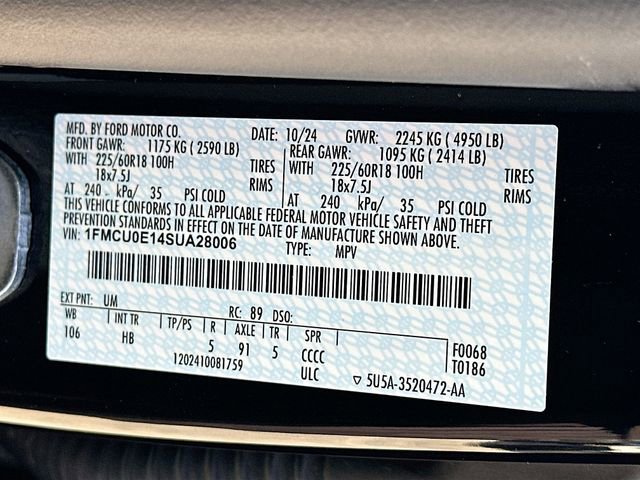 MFD. BY FORD MOTOR CO. DATE: 10/24 GVWR: 2245 KG ( 4950 LB)
FRONT GAWR: 1175 KG ( 2590 LB) REAR GAWR: 1095 KG ( 2414 LB)
WITH 225/60R18 100H TIRES WITH 225/60R18 100H TIRES
18x7.5J RIMS 18x7.5J RIMS
AT 240 kPa/ 35 PSI COLD AT 240 kPa/ 35 PSI COLD
THIS VEHICLE CONFORMS TO ALL APPLICABLE FEDERAL MOTOR VEHICLE SAFETY AND THEFT
PREVENTION STANDARDS IN EFFECT ON THE DATE OF MANUFACTURE SHOWN ABOVE.
VIN: 1FMCU0E14SUA28006 TYPE: MPV
EXT PNT: UM RC: 89 DSO:
WB INT TR TP/PS R AXLE TR SPR
106 HB 5 91 5 CCCC F0068
1202410081759 ULC T0186
5U5A-3520472-AA